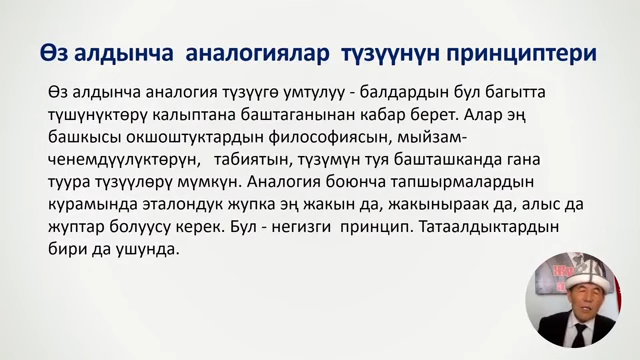 Өз алдынча аналогиялар түзүүнүн принциптери
Өз алдынча аналогия түзүүгө умтулуу - балдардын бул багытта
түшүнүктөрү калыптана баштаганынан кабар берет. Алар эң
башкысы окшоштуктардын философиясын, мыйзам-
ченемдүүлүктөрүн, табиятын, түзүмүн туя башташканда гана
туура түзүүлөрү мүмкүн. Аналогия боюнча тапшырмалардын
курамында эталондук жупка эң жакын да, жакыныраак да, алыс да
жуптар болуусу керек. Бул - негизги принцип. Татаалдыктардын
бири да ушунда.